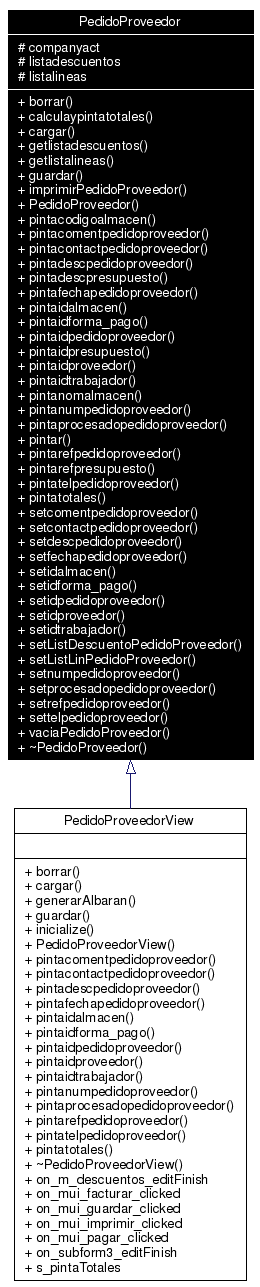 PedidoProveedor
# companyact
# listadescuentos
# listalineas
+ borrar()
+ calculaypintatotales()
+ cargar()
+ getlistadescuentos()
+ getlistalineas()
+ guardar()
+ imprimirPedidoProveedor()
+ PedidoProveedor()
+ pintacodigoalmacen()
+ pintacomentpedidoproveedor()
+ pintacontactpedidoproveedor()
+ pintadescpedidoproveedor()
+ pintadescpresupuesto()
+ pintafechapedidoproveedor()
+ pintaidalmacen()
+ pintaidforma_pago()
+ pintaidpedidoproveedor()
+ pintaidpresupuesto()
+ pintaidproveedor()
+ pintaidtrabajador()
+ pintanomalmacen()
+ pintanumpedidoproveedor()
+ pintaprocesadopedidoproveedor()
+ pintar()
+ pintarefpedidoproveedor()
+ pintarefpresupuesto()
+ pintatelpedidoproveedor()
+ pintatotales()
+ setcomentpedidoproveedor()
+ setcontactpedidoproveedor()
+ setdescpedidoproveedor()
+ setfechapedidoproveedor()
+ setidalmacen()
+ setidforma_pago()
+ setidpedidoproveedor()
+ setidproveedor()
+ setidtrabajador()
+ setListDescuentoPedidoProveedor()
+ setListLinPedidoProveedor()
+ setnumpedidoproveedor()
+ setprocesadopedidoproveedor()
+ setrefpedidoproveedor()
+ settelpedidoproveedor()
+ vaciaPedidoProveedor()
+ ~PedidoProveedor()
PedidoProveedorView
+ borrar()
+ cargar()
+ generarAlbaran()
+ guardar()
+ inicialize()
+ PedidoProveedorView()
+ pintacomentpedidoproveedor()
+ pintacontactpedidoproveedor()
+ pintadescpedidoproveedor()
+ pintafechapedidoproveedor()
+ pintaidalmacen()
+ pintaidforma_pago()
+ pintaidpedidoproveedor()
+ pintaidproveedor()
+ pintaidtrabajador()
+ pintanumpedidoproveedor()
+ pintaprocesadopedidoproveedor()
+ pintarefpedidoproveedor()
+ pintatelpedidoproveedor()
+ pintatotales()
+ ~PedidoProveedorView()
+ on_m_descuentos_editFinish
+ on_mui_facturar_clicked
+ on_mui_guardar_clicked
+ on_mui_imprimir_clicked
+ on_mui_pagar_clicked
+ on_subform3_editFinish
+ s_pintaTotales